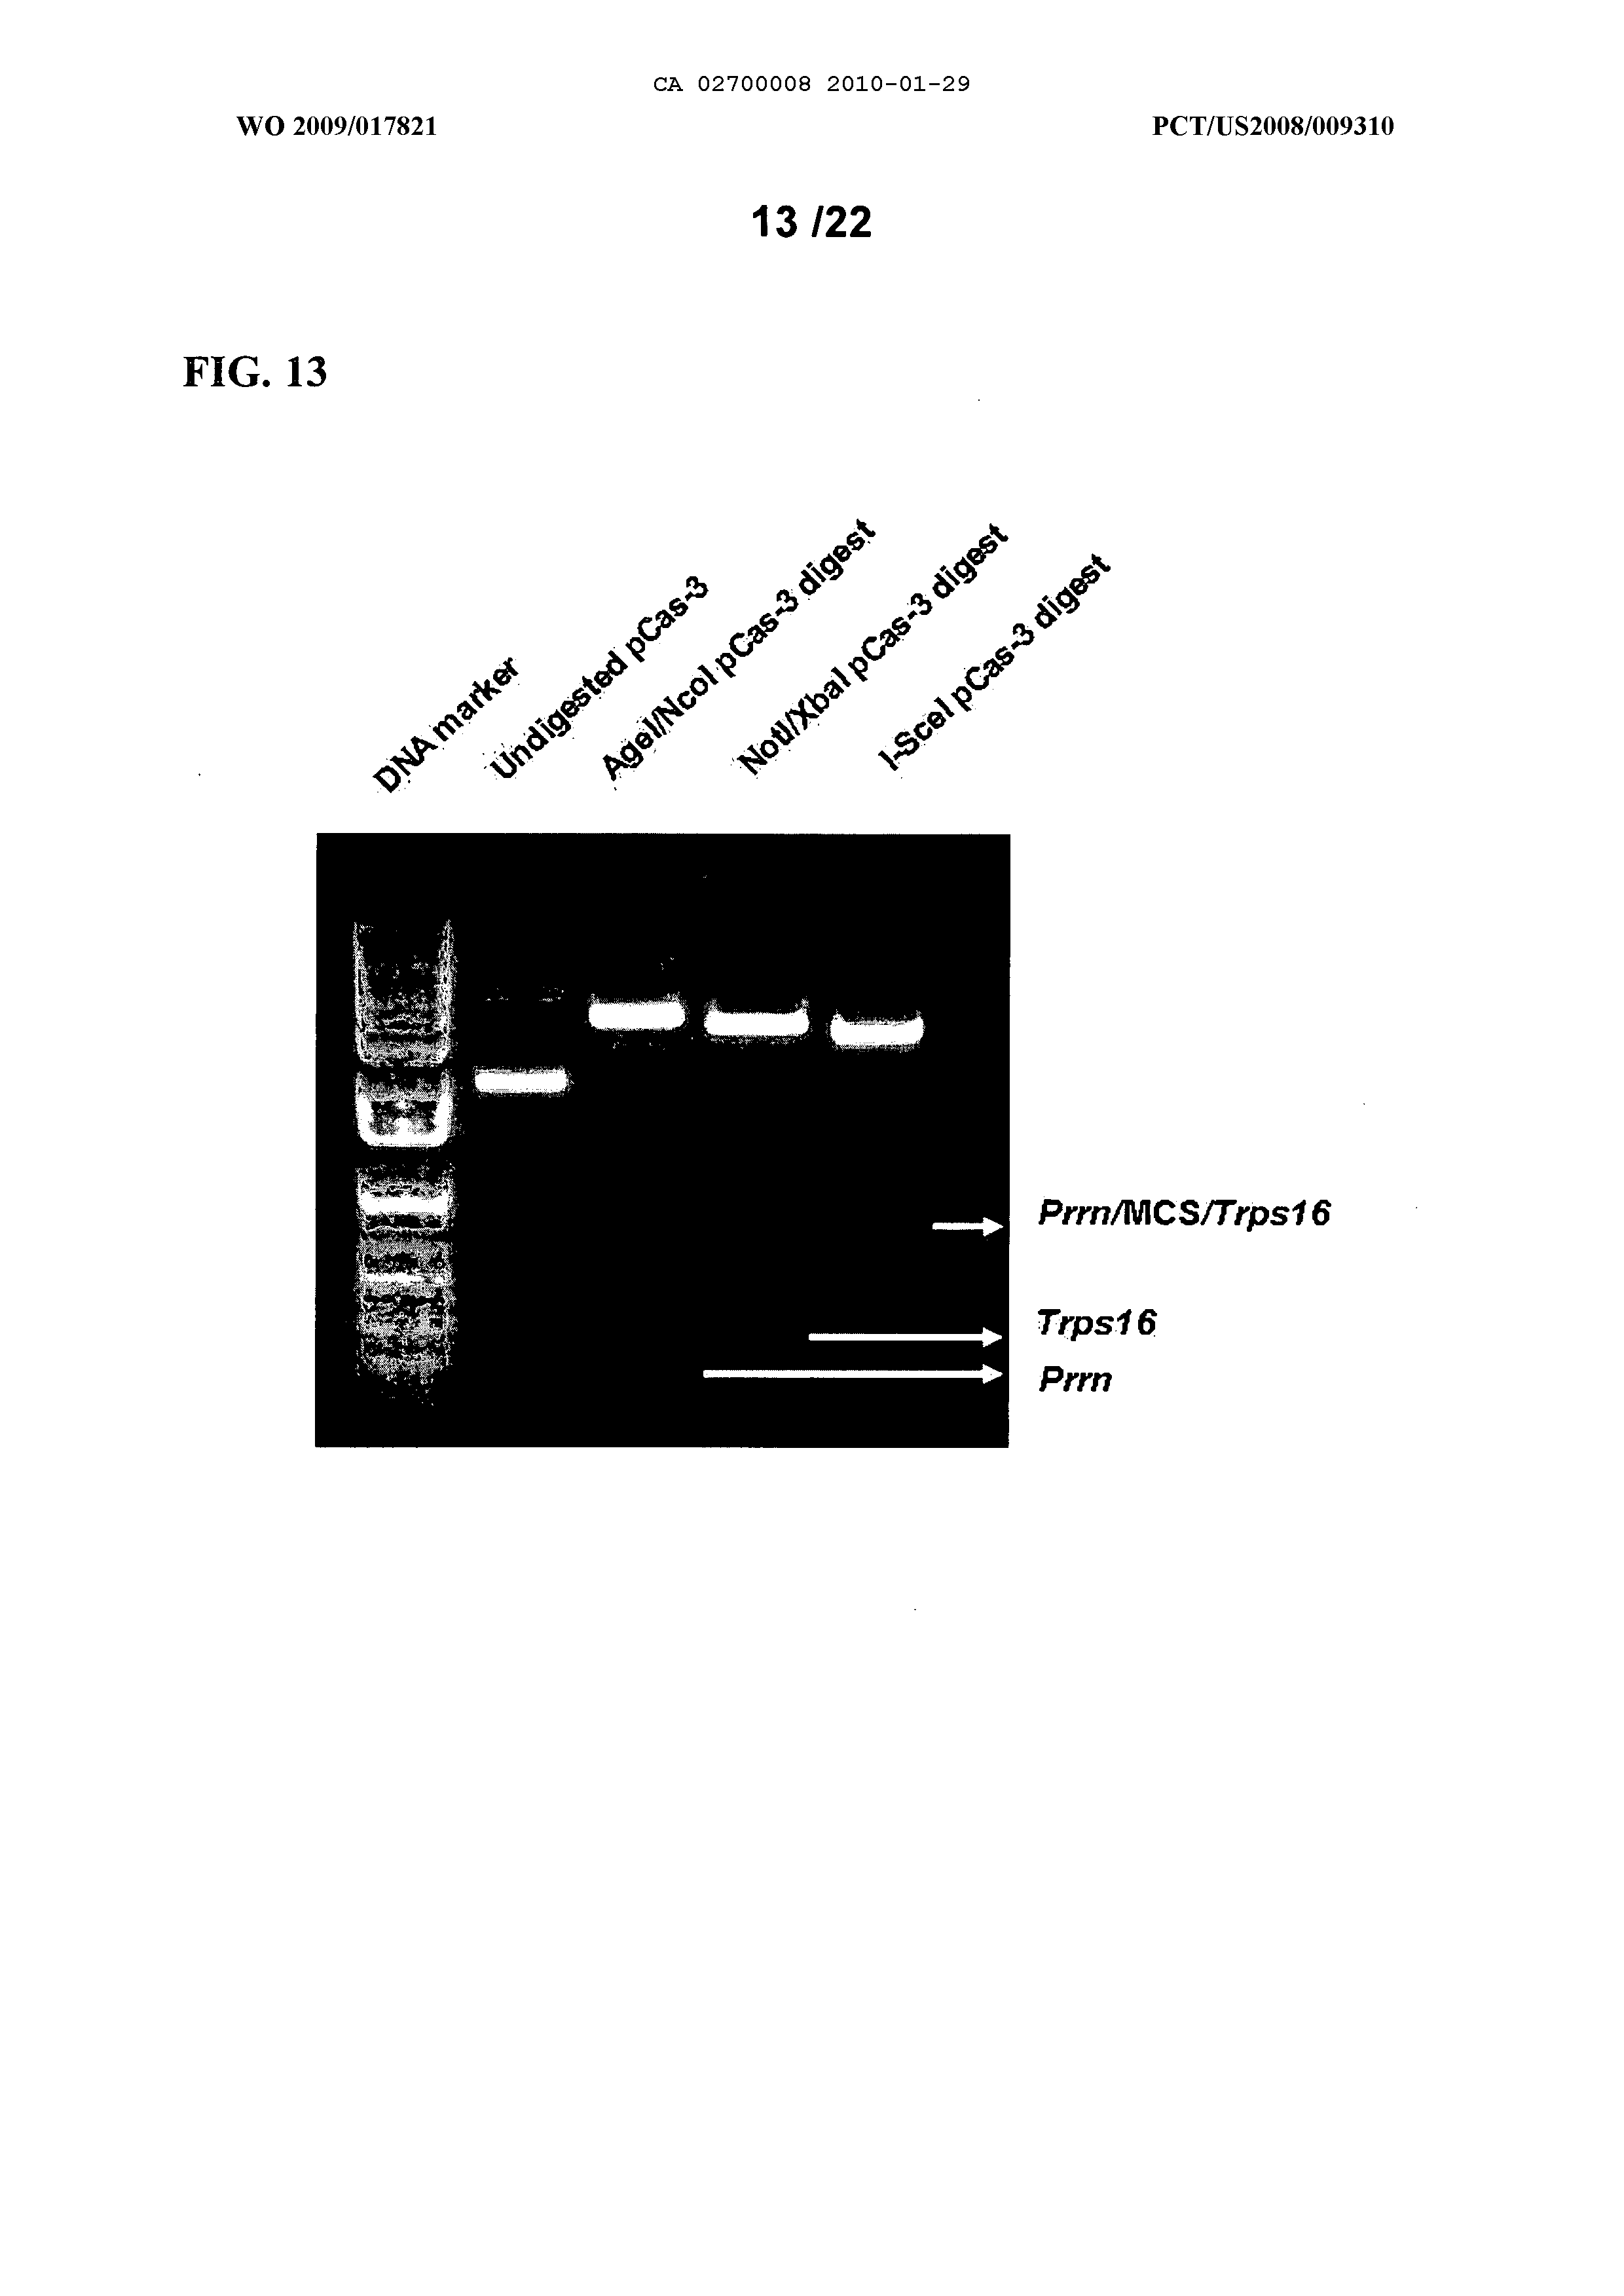 CA 02700008 2010-01-29
WO 2009/017821 PCT/US2008/009310
13 /22
FIG. 13
DNA marker
Undigested pCas-3
AgeI/NcoI pCas-3 digest
NotI/XbaI pCas-3 digest
I-SceI pCas-3 digest
Prrn/MCS/Trps16
Trps16
Prrn